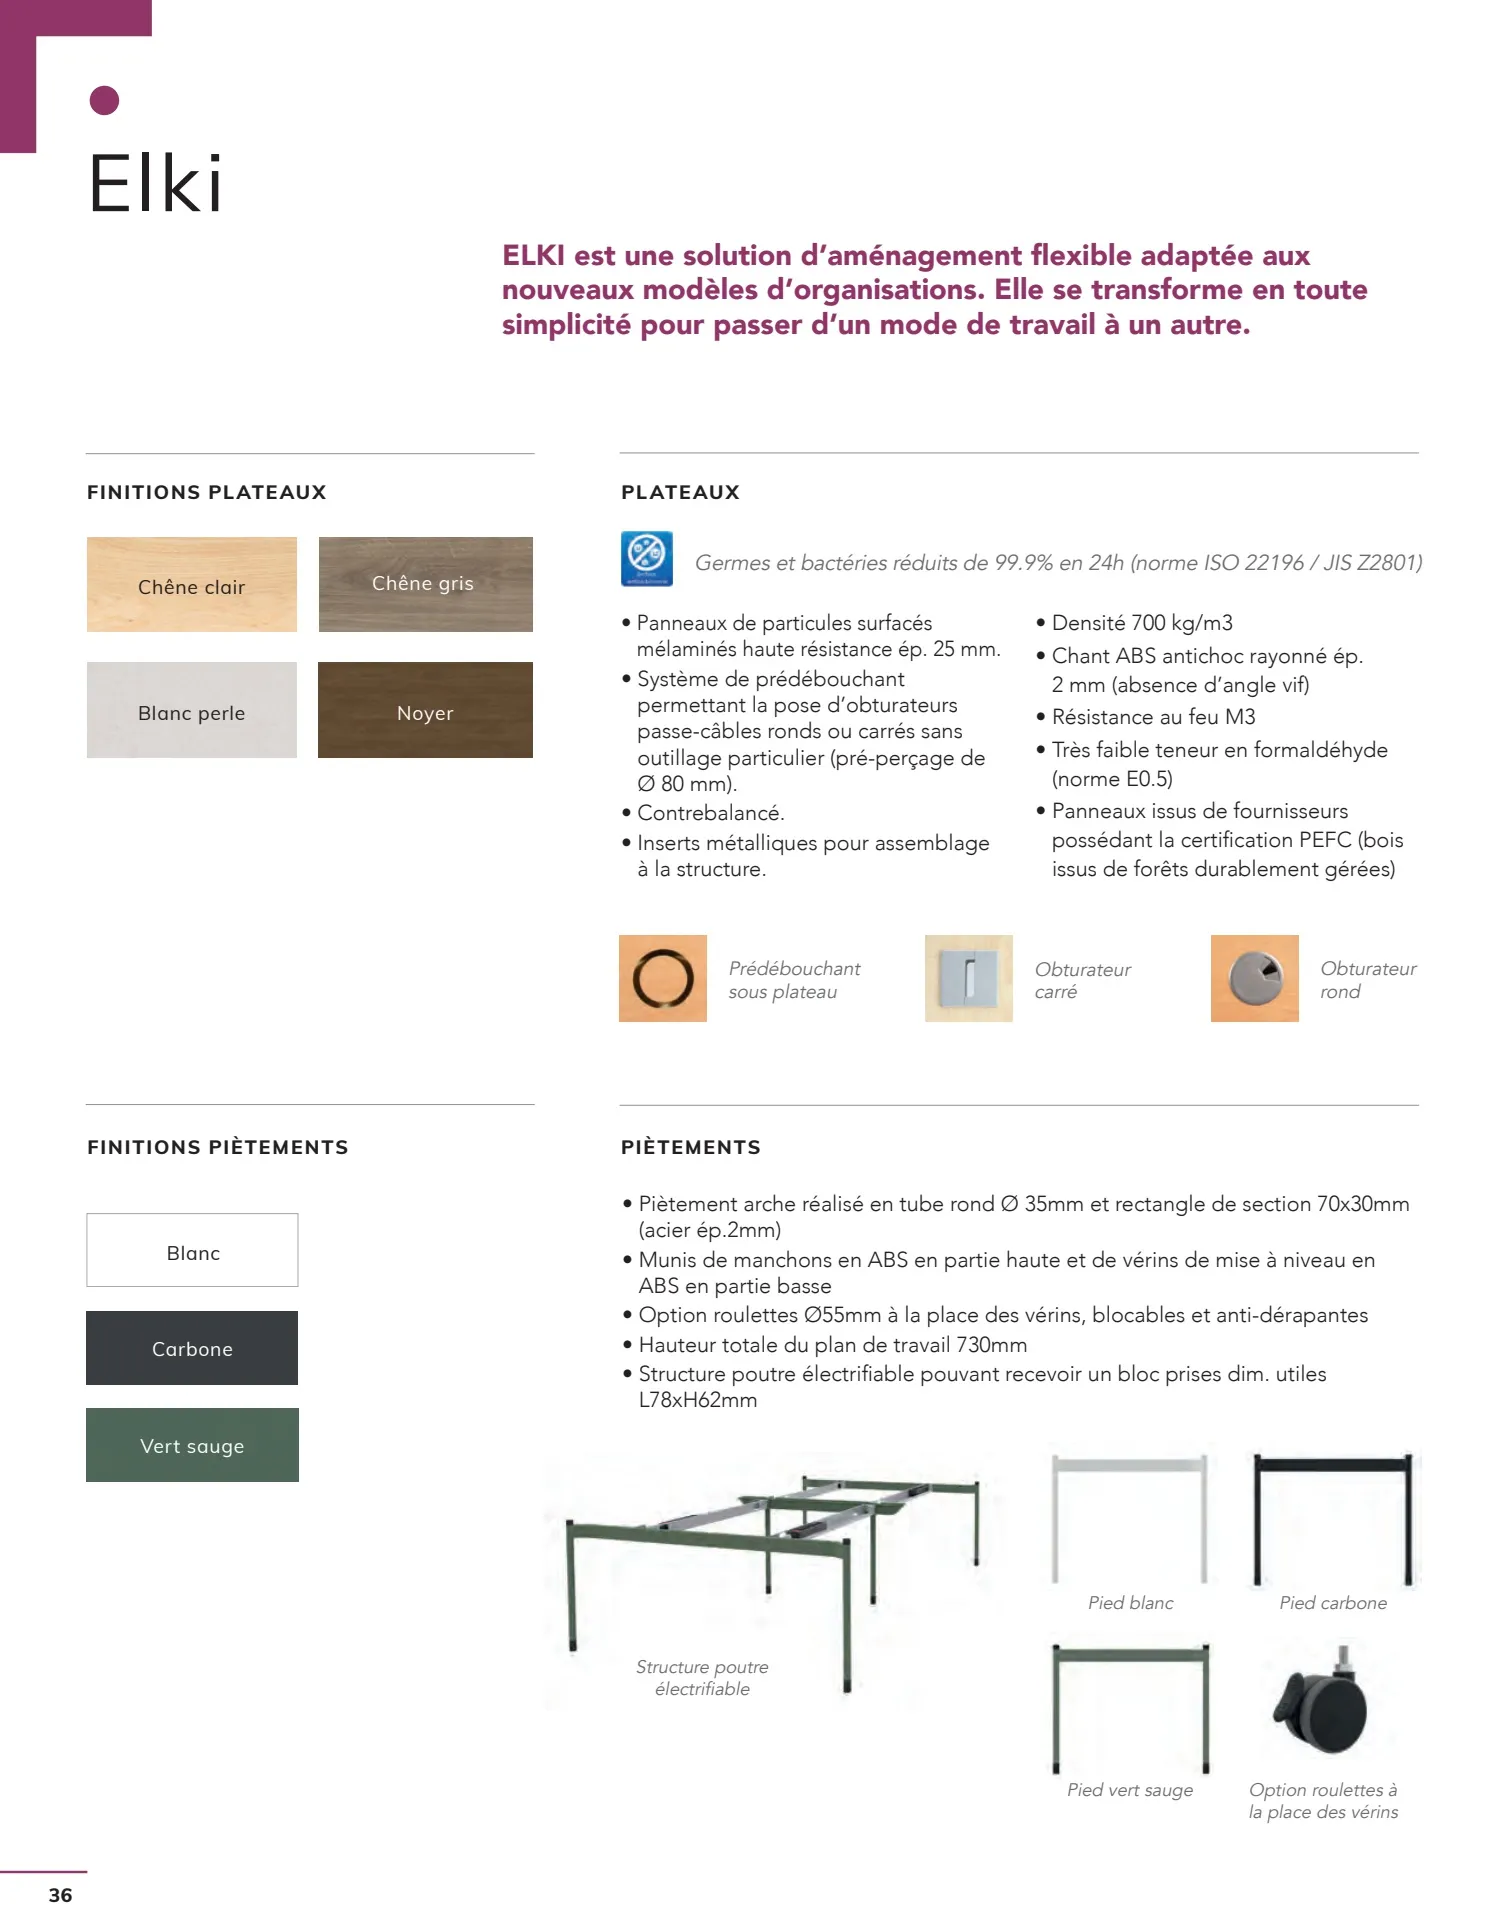 Elki
ELKI est une solution d’aménagement flexible adaptée aux
nouveaux modèles d’organisations. Elle se transforme en toute
simplicité pour passer d’un mode de travail à un autre.
FINITIONS PLATEAUX
Chêne clair
Chêne gris
Blanc perle
Noyer
PLATEAUX
Germes et bactéries réduits de 99.9% en 24h (norme ISO 22196 / JIS Z2801)
• Panneaux de particules surfacés
mélaminés haute résistance ép. 25 mm.
• Système de prédébouchant
permettant la pose d’obturateurs
passe-câbles ronds ou carrés sans
outillage particulier (pré-perçage de
Ø 80 mm).
• Contrebalancé.
• Inserts métalliques pour assemblage
à la structure.
• Densité 700 kg/m3
• Chant ABS antichoc rayonné ép.
2 mm (absence d’angle vif)
• Résistance au feu M3
• Très faible teneur en formaldéhyde
(norme E0.5)
• Panneaux issus de fournisseurs
possédant la certification PEFC (bois
issus de forêts durablement gérées)
Prédébouchant
sous plateau
Obturateur
carré
Obturateur
rond
FINITIONS PIÈTEMENTS
Blanc
Carbone
Vert sauge
PIÈTEMENTS
• Piètement arche réalisé en tube rond Ø 35mm et rectangle de section 70x30mm
(acier ép.2mm)
• Munis de manchons en ABS en partie haute et de vérins de mise à niveau en
ABS en partie basse
• Option roulettes Ø55mm à la place des vérins, blocables et anti-dérapantes
• Hauteur totale du plan de travail 730mm
• Structure poutre électrifiable pouvant recevoir un bloc prises dim. utiles
L78xH62mm
Structure poutre
électrifiable
Pied blanc
Pied carbone
Pied vert sauge
Option roulettes à
la place des vérins
36